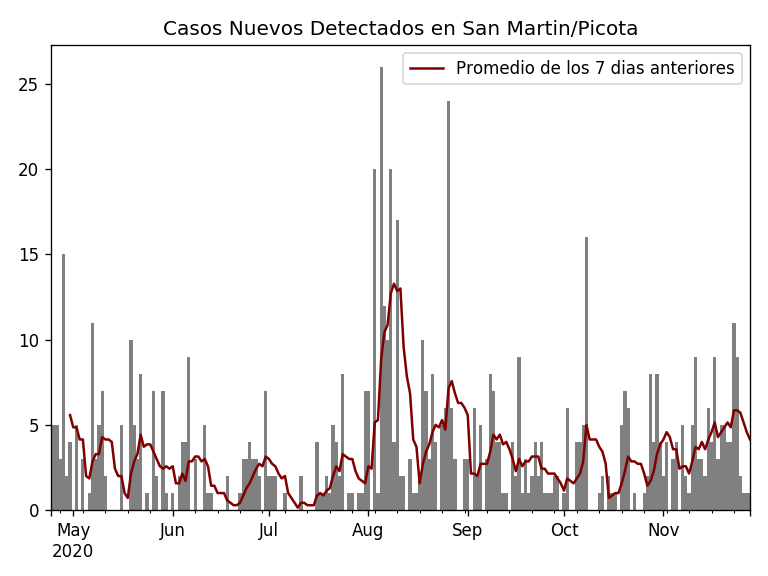 Casos Nuevos Detectados en San Martin/Picota
Promedio de los 7 dias anteriores
25
20
15
10
5
0
May Jun Jul Aug Sep Oct Nov
2020